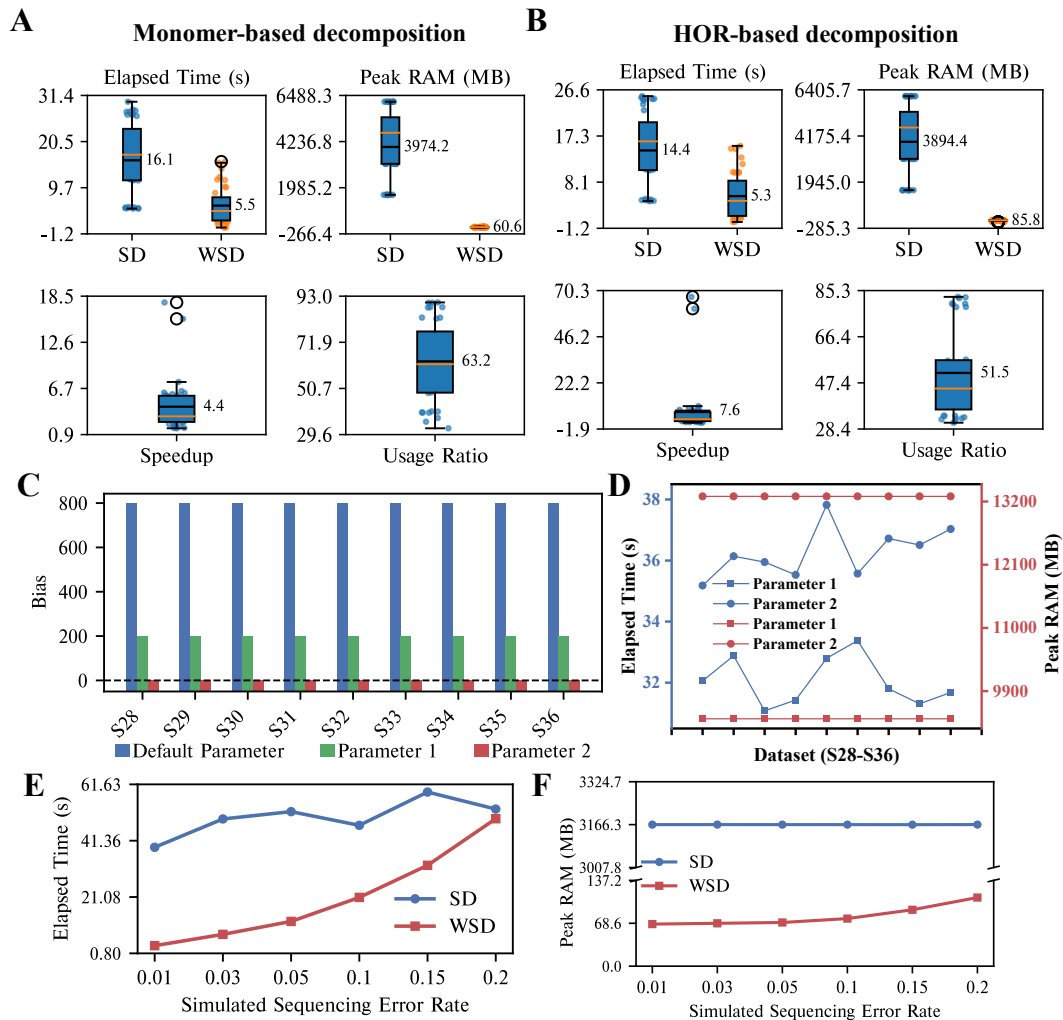 A
Monomer-based decomposition
Elapsed Time (s)
31.4
20.5
9.7
-1.2
16.1
5.5
SD
WSD
Peak RAM (MB)
6488.3
4236.8
1985.2
-266.4
3974.2
60.6
SD
WSD
18.5
12.6
6.7
0.9
4.4
Speedup
93.0
71.9
50.7
29.6
63.2
Usage Ratio
B
HOR-based decomposition
Elapsed Time (s)
26.6
17.3
8.1
-1.2
14.4
5.3
SD
WSD
Peak RAM (MB)
6405.7
4175.4
1945.0
-285.3
3894.4
85.8
SD
WSD
70.3
46.2
22.2
-1.9
7.6
Speedup
85.3
66.4
47.4
28.4
51.5
Usage Ratio
C
Bias
800
600
400
200
0
S28
S29
S30
S31
S32
S33
S34
S35
S36
Default Parameter
Parameter 1
Parameter 2
D
Elapsed Time (s)
38
36
34
32
Parameter 1
Parameter 2
Parameter 1
Parameter 2
13200
12100
11000
9900
Peak RAM (MB)
Dataset (S28-S36)
E
Elapsed Time (s)
61.63
41.36
21.08
0.80
SD
WSD
0.01
0.03
0.05
0.1
0.15
0.2
Simulated Sequencing Error Rate
F
Peak RAM (MB)
3324.7
3166.3
3007.8
137.2
68.6
0.0
SD
WSD
0.01
0.03
0.05
0.1
0.15
0.2
Simulated Sequencing Error Rate